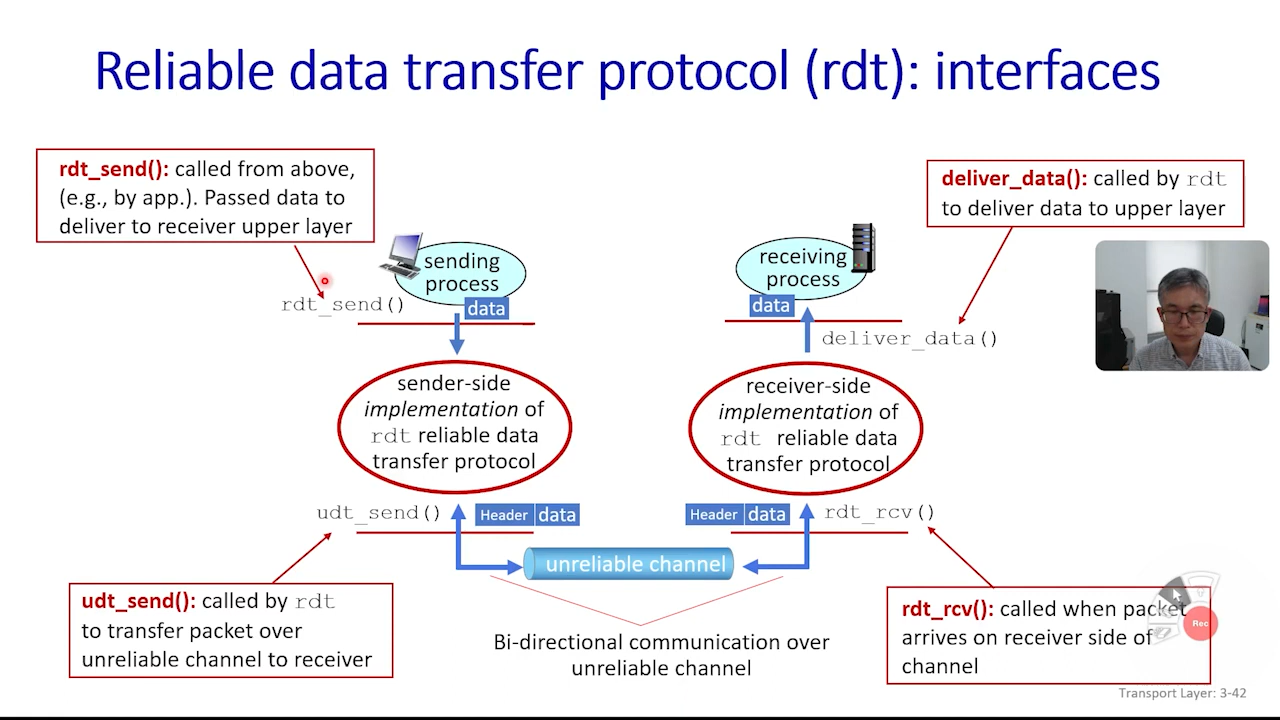 Reliable data transfer protocol (rdt): interfaces
rdt_send(): called from above,
(e.g., by app.). Passed data to
deliver to receiver upper layer
deliver_data(): called by rdt
to deliver data to upper layer
sending
process
receiving
process
rdt_send()
data
data
deliver_data()
sender-side
implementation of
rdt reliable data
transfer protocol
receiver-side
implementation of
rdt reliable data
transfer protocol
udt_send()
Header data
Header data
rdt_rcv()
unreliable channel
udt_send(): called by rdt
to transfer packet over
unreliable channel to receiver
Bi-directional communication over
unreliable channel
rdt_rcv(): called when packet
arrives on receiver side of
channel
Rec
Transport Layer: 3-42